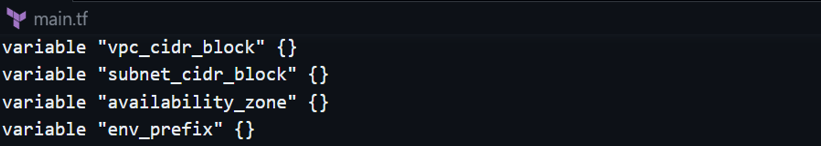 main.tf
variable "vpc_cidr_block" {}
variable "subnet_cidr_block" {}
variable "availability_zone" {}
variable "env_prefix" {}